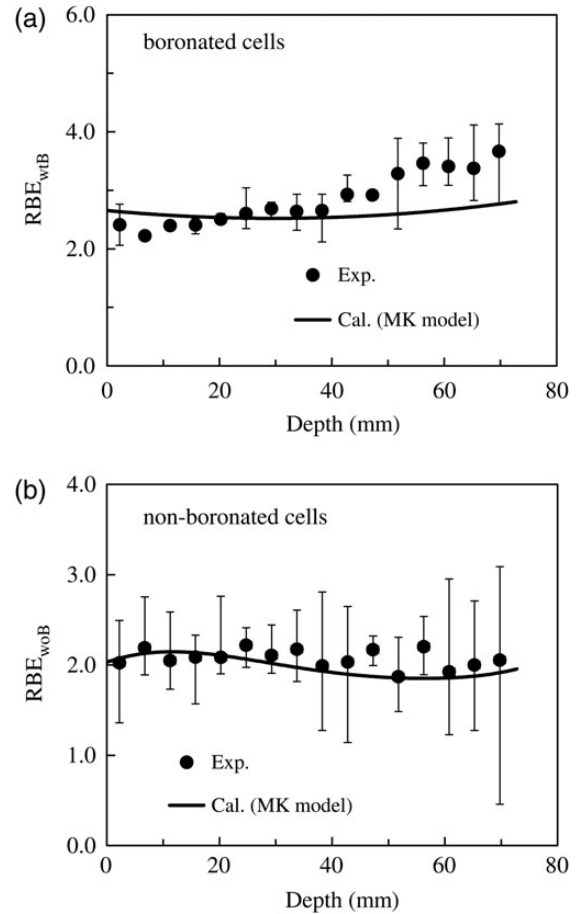 (a)
6.0
boronated cells
4.0
RBEwtB
2.0
Exp.
Cal. (MK model)
0.0
0 20 40 60 80
Depth (mm)
(b)
4.0
non-boronated cells
3.0
RBEwoB
2.0
1.0
Exp.
Cal. (MK model)
0.0
0 20 40 60 80
Depth (mm)